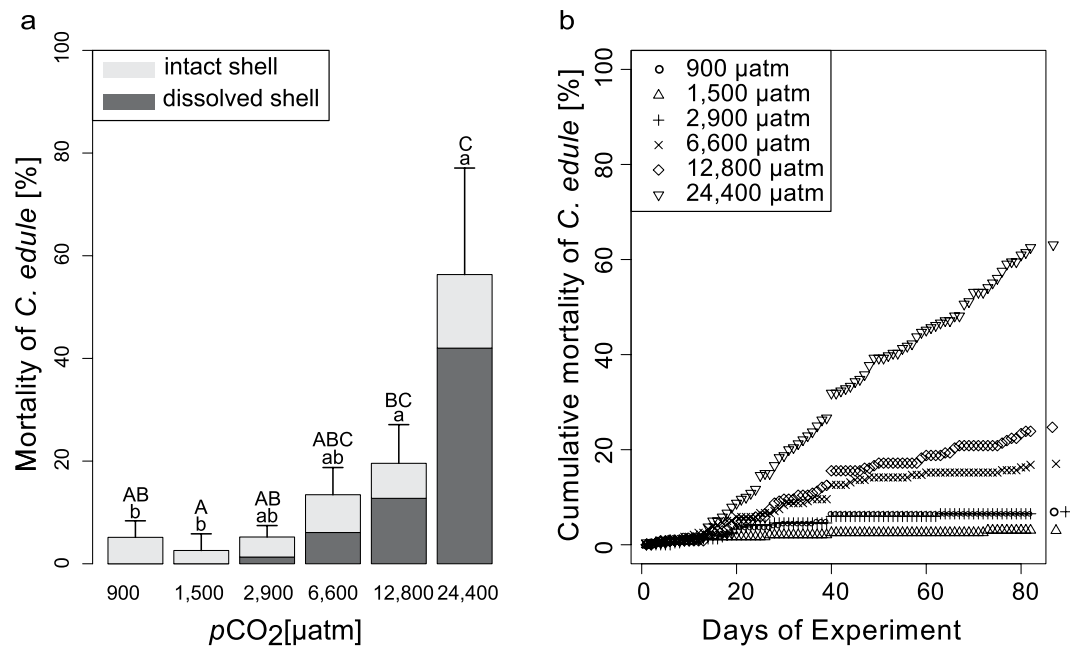 a
Mortality of C. edule [%]
100
80
60
40
20
0
intact shell
dissolved shell
AB
b
A
b
AB
ab
ABC
ab
BC
a
C
a
900 1,500 2,900 6,600 12,800 24,400
pCO2[µatm]
b
Cumulative mortality of C. edule [%]
100
80
60
40
20
0
900 µatm
1,500 µatm
2,900 µatm
6,600 µatm
12,800 µatm
24,400 µatm
0 20 40 60 80
Days of Experiment